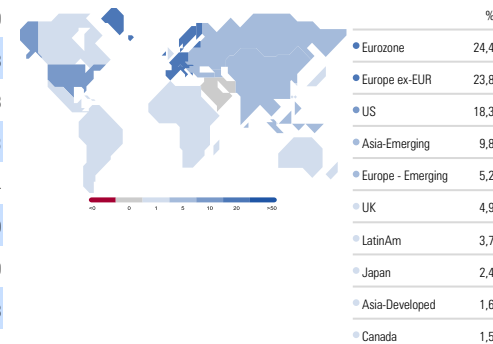 %
Eurozone 24,4
Europe ex-EUR 23,8
US 18,3
Asia-Emerging 9,8
Europe - Emerging 5,2
UK 4,9
LatinAm 3,7
Japan 2,4
Asia-Developed 1,6
Canada 1,5
<0 0 1 5 10 20 >50